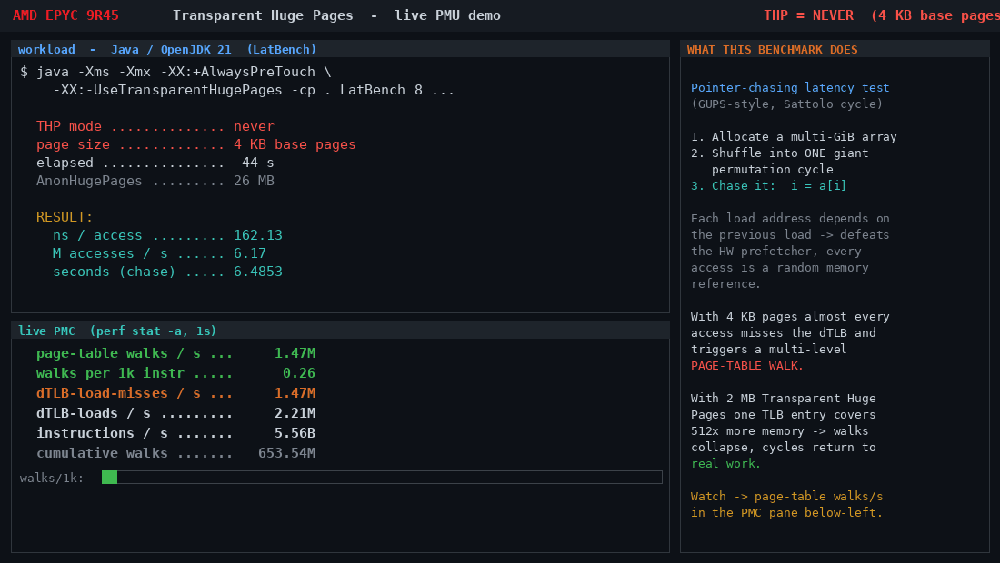 AMD EPYC 9R45 Transparent Huge Pages - live PMU demo THP = NEVER (4 KB base pages
workload - Java / OpenJDK 21 (LatBench)
$ java -Xms -Xmx -XX:+AlwaysPreTouch \
-XX:-UseTransparentHugePages -cp . LatBench 8 ...
THP mode .............. never
page size ............. 4 KB base pages
elapsed ............... 44 s
AnonHugePages ......... 26 MB
RESULT:
ns / access ......... 162.13
M accesses / s ...... 6.17
seconds (chase) ..... 6.4853
live PMC (perf stat -a, 1s)
page-table walks / s ... 1.47M
walks per 1k instr ..... 0.26
dTLB-load-misses / s ... 1.47M
dTLB-loads / s ......... 2.21M
instructions / s ....... 5.56B
cumulative walks ....... 653.54M
walks/1k:
WHAT THIS BENCHMARK DOES
Pointer-chasing latency test
(GUPS-style, Sattolo cycle)
1. Allocate a multi-GiB array
2. Shuffle into ONE giant
permutation cycle
3. Chase it: i = a[i]
Each load address depends on
the previous load -> defeats
the HW prefetcher, every
access is a random memory
reference.
With 4 KB pages almost every
access misses the dTLB and
triggers a multi-level
PAGE-TABLE WALK.
With 2 MB Transparent Huge
Pages one TLB entry covers
512x more memory -> walks
collapse, cycles return to
real work.
Watch -> page-table walks/s
in the PMC pane below-left.